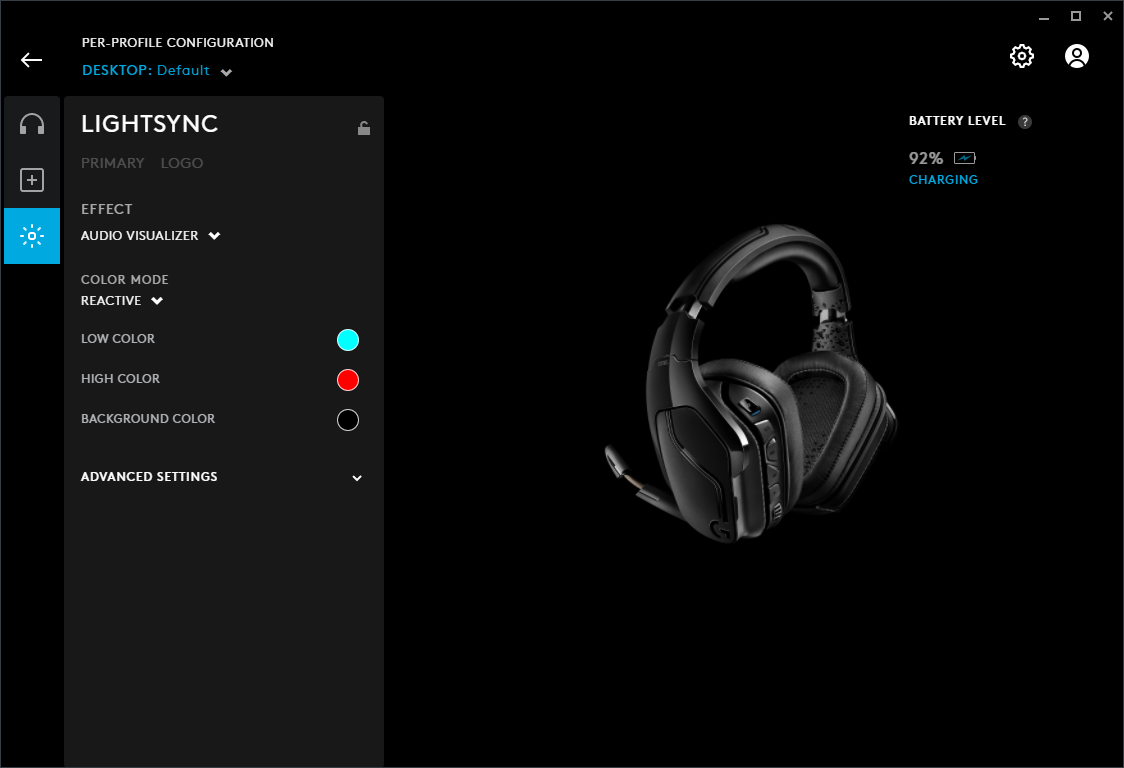 PER-PROFILE CONFIGURATION
DESKTOP: Default
LIGHTSYNC
PRIMARY LOGO
EFFECT
AUDIO VISUALIZER
COLOR MODE
REACTIVE
LOW COLOR
HIGH COLOR
BACKGROUND COLOR
ADVANCED SETTINGS
BATTERY LEVEL ?
92%
CHARGING